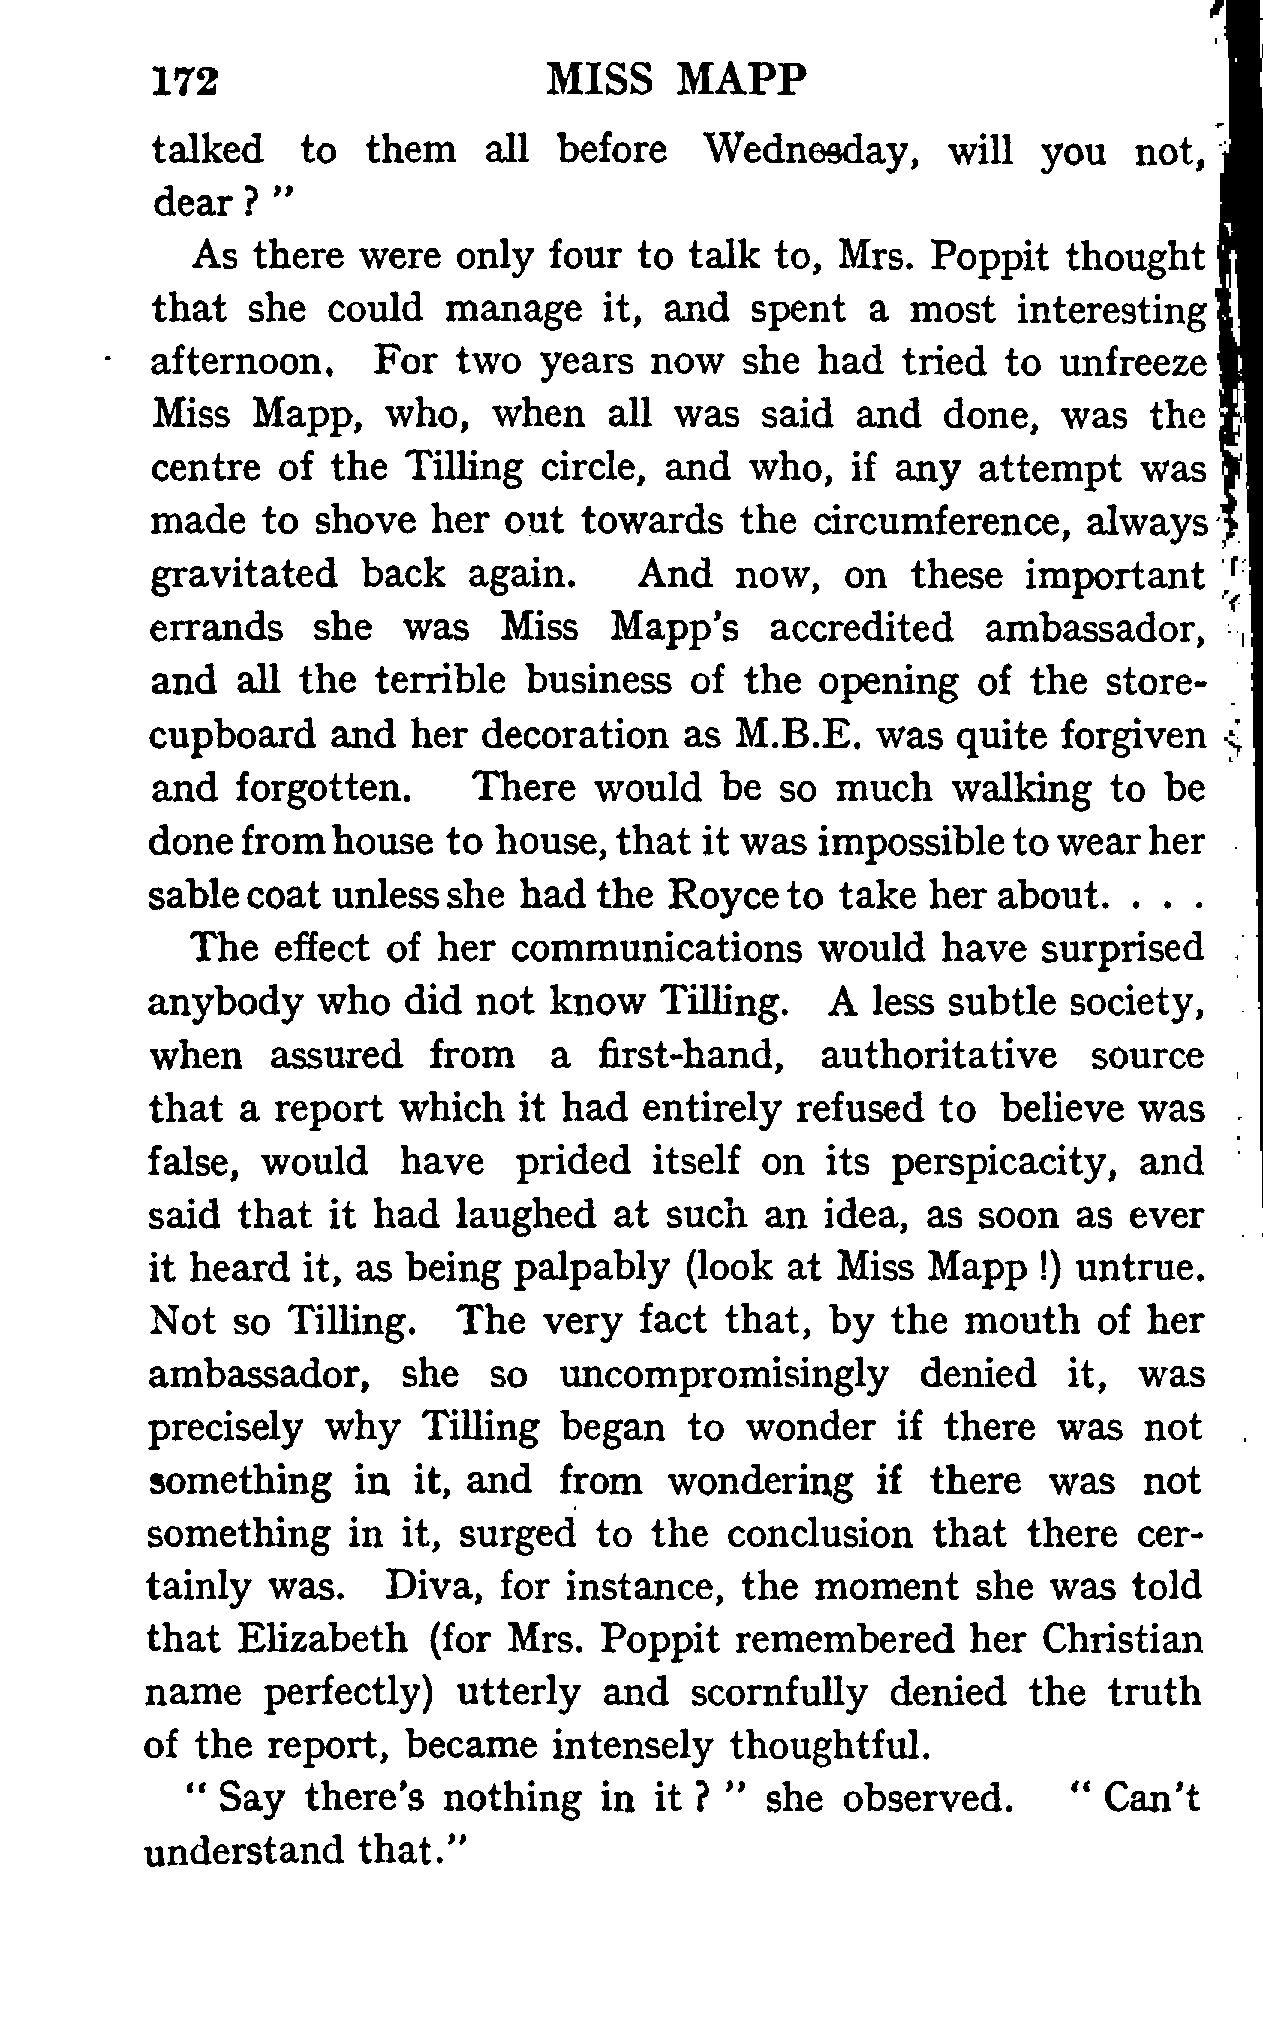 172 MISS MAPP
talked to them all before Wednesday, will you not,
dear ? "
As there were only four to talk to, Mrs. Poppit thought
that she could manage it, and spent a most interesting
afternoon. For two years now she had tried to unfreeze
Miss Mapp, who, when all was said and done, was the
centre of the Tilling circle, and who, if any attempt was
made to shove her out towards the circumference, always
gravitated back again. And now, on these important
errands she was Miss Mapp's accredited ambassador,
and all the terrible business of the opening of the store-
cupboard and her decoration as M.B.E. was quite forgiven
and forgotten. There would be so much walking to be
done from house to house, that it was impossible to wear her
sable coat unless she had the Royce to take her about. . . .
The effect of her communications would have surprised
anybody who did not know Tilling. A less subtle society,
when assured from a first-hand, authoritative source
that a report which it had entirely refused to believe was
false, would have prided itself on its perspicacity, and
said that it had laughed at such an idea, as soon as ever
it heard it, as being palpably (look at Miss Mapp !) untrue.
Not so Tilling. The very fact that, by the mouth of her
ambassador, she so uncompromisingly denied it, was
precisely why Tilling began to wonder if there was not
something in it, and from wondering if there was not
something in it, surged to the conclusion that there cer-
tainly was. Diva, for instance, the moment she was told
that Elizabeth (for Mrs. Poppit remembered her Christian
name perfectly) utterly and scornfully denied the truth
of the report, became intensely thoughtful.
" Say there's nothing in it ? " she observed. " Can't
understand that."